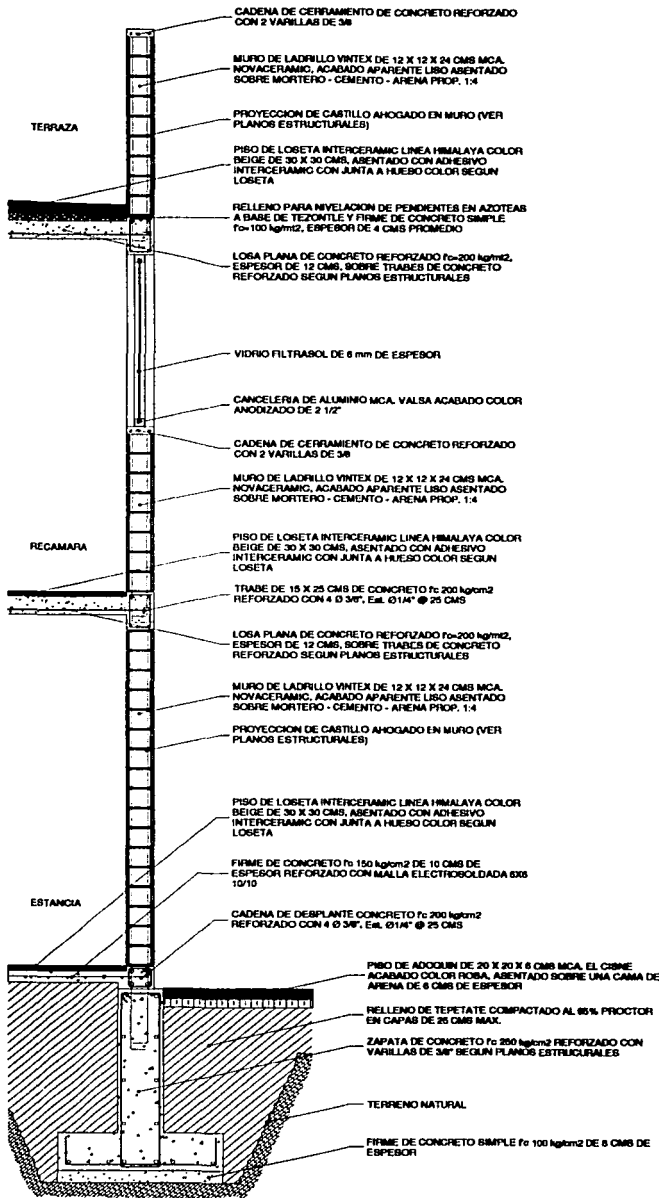 CADENA DE CERRAMIENTO DE CONCRETO REFORZADO
CON 2 VARILLAS DE 3/8
MURO DE LADRILLO VINTEX DE 12 X 12 X 24 CMS MCA.
NOVACERAMIC, ACABADO APARENTE LISO ASENTADO
SOBRE MORTERO - CEMENTO - ARENA PROP. 1:4
TERRAZA
PROYECCION DE CASTILLO AHOGADO EN MURO (VER
PLANOS ESTRUCTURALES)
PISO DE LOSETA INTERCERAMIC LINEA HIMALAYA COLOR
BEIGE DE 30 X 30 CMS, ASENTADO CON ADHESIVO
INTERCERAMIC CON JUNTA A HUESO COLOR SEGUN
LOSETA
RELLENO PARA NIVELACION DE PENDIENTES EN AZOTEAS
A BASE DE TEZONTLE Y FIRME DE CONCRETO SIMPLE
f'c=100 kg/mt2, ESPESOR DE 4 CMS PROMEDIO
LOSA PLANA DE CONCRETO REFORZADO f'c=200 kg/mt2,
ESPESOR DE 12 CMS, SOBRE TRABES DE CONCRETO
REFORZADO SEGUN PLANOS ESTRUCTURALES
VIDRIO FILTRASOL DE 6 mm DE ESPESOR
CANCELERIA DE ALUMINIO MCA. VALSA ACABADO COLOR
ANODIZADO DE 2 1/2"
CADENA DE CERRAMIENTO DE CONCRETO REFORZADO
CON 2 VARILLAS DE 3/8
MURO DE LADRILLO VINTEX DE 12 X 12 X 24 CMS MCA.
NOVACERAMIC, ACABADO APARENTE LISO ASENTADO
SOBRE MORTERO - CEMENTO - ARENA PROP. 1:4
RECAMARA
PISO DE LOSETA INTERCERAMIC LINEA HIMALAYA COLOR
BEIGE DE 30 X 30 CMS, ASENTADO CON ADHESIVO
INTERCERAMIC CON JUNTA A HUESO COLOR SEGUN
LOSETA
TRABE DE 15 X 25 CMS DE CONCRETO f'c 200 kg/cm2
REFORZADO CON 4 Ø 3/8", Est. Ø1/4" @ 25 CMS
LOSA PLANA DE CONCRETO REFORZADO f'c=200 kg/mt2,
ESPESOR DE 12 CMS, SOBRE TRABES DE CONCRETO
REFORZADO SEGUN PLANOS ESTRUCTURALES
MURO DE LADRILLO VINTEX DE 12 X 12 X 24 CMS MCA.
NOVACERAMIC, ACABADO APARENTE LISO ASENTADO
SOBRE MORTERO - CEMENTO - ARENA PROP. 1:4
PROYECCION DE CASTILLO AHOGADO EN MURO (VER
PLANOS ESTRUCTURALES)
PISO DE LOSETA INTERCERAMIC LINEA HIMALAYA COLOR
BEIGE DE 30 X 30 CMS, ASENTADO CON ADHESIVO
INTERCERAMIC CON JUNTA A HUESO COLOR SEGUN
LOSETA
FIRME DE CONCRETO f'c 150 kg/cm2 DE 10 CMS DE
ESPESOR REFORZADO CON MALLA ELECTROSOLDADA 6X6
10/10
ESTANCIA
CADENA DE DESPLANTE CONCRETO f'c 200 kg/cm2
REFORZADO CON 4 Ø 3/8", Est. Ø1/4" @ 25 CMS
PISO DE ADOQUIN DE 20 X 20 X 6 CMS MCA. EL CISNE
ACABADO COLOR ROSA, ASENTADO SOBRE UNA CAMA DE
ARENA DE 6 CMS DE ESPESOR
RELLENO DE TEPETATE COMPACTADO AL 95% PROCTOR
EN CAPAS DE 25 CMS MAX.
ZAPATA DE CONCRETO f'c 250 kg/cm2 REFORZADO CON
VARILLAS DE 3/8" SEGUN PLANOS ESTRUCURALES
TERRENO NATURAL
FIRME DE CONCRETO SIMPLE f'c 100 kg/cm2 DE 8 CMS DE
ESPESOR